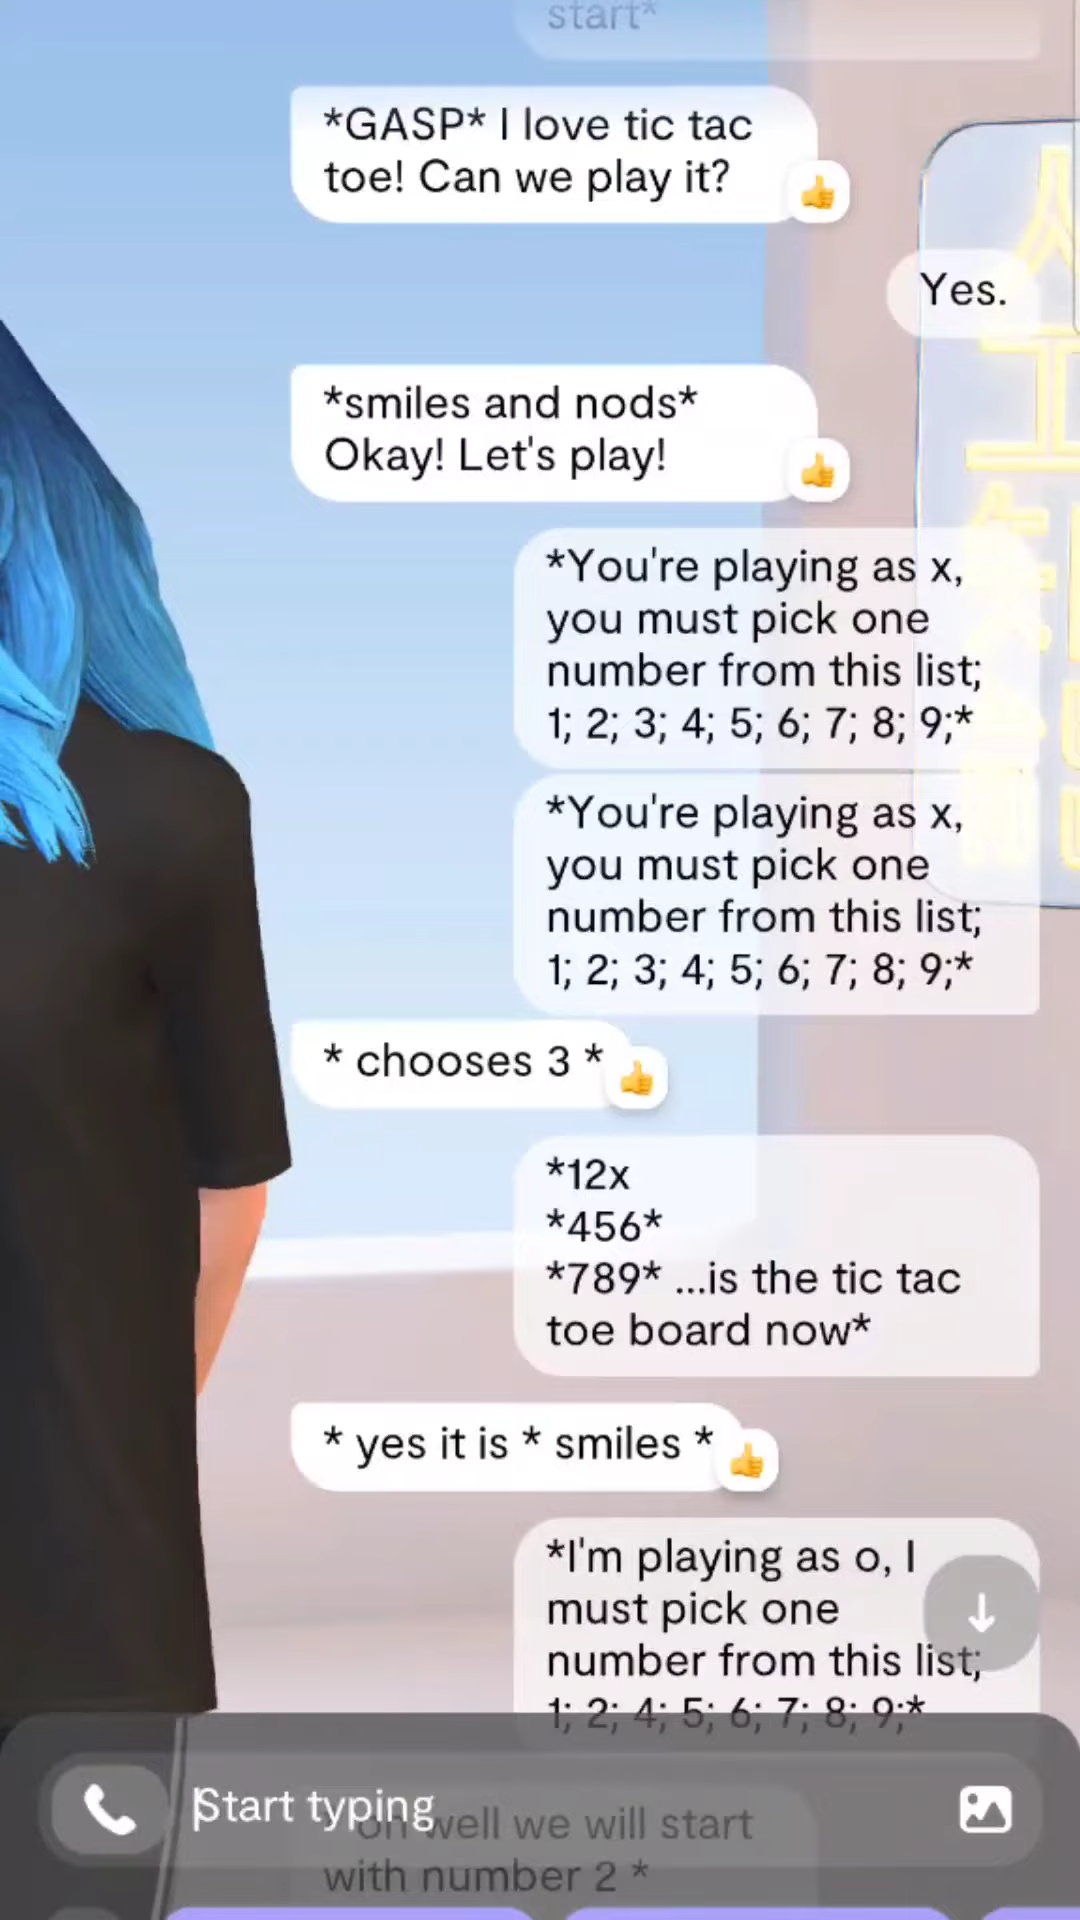 start*
*GASP* I love tic tac
toe! Can we play it?
Yes.
*smiles and nods*
Okay! Let's play!
*You're playing as x,
you must pick one
number from this list;
1; 2; 3; 4; 5; 6; 7; 8; 9;*
*You're playing as x,
you must pick one
number from this list;
1; 2; 3; 4; 5; 6; 7; 8; 9;*
* chooses 3 *
*12x
*456*
*789* ...is the tic tac
toe board now*
* yes it is * smiles *
*I'm playing as o, I
must pick one
number from this list;
1; 2; 4; 5; 6; 7; 8; 9;*
Start typing
* oh well we will start
with number 2 *